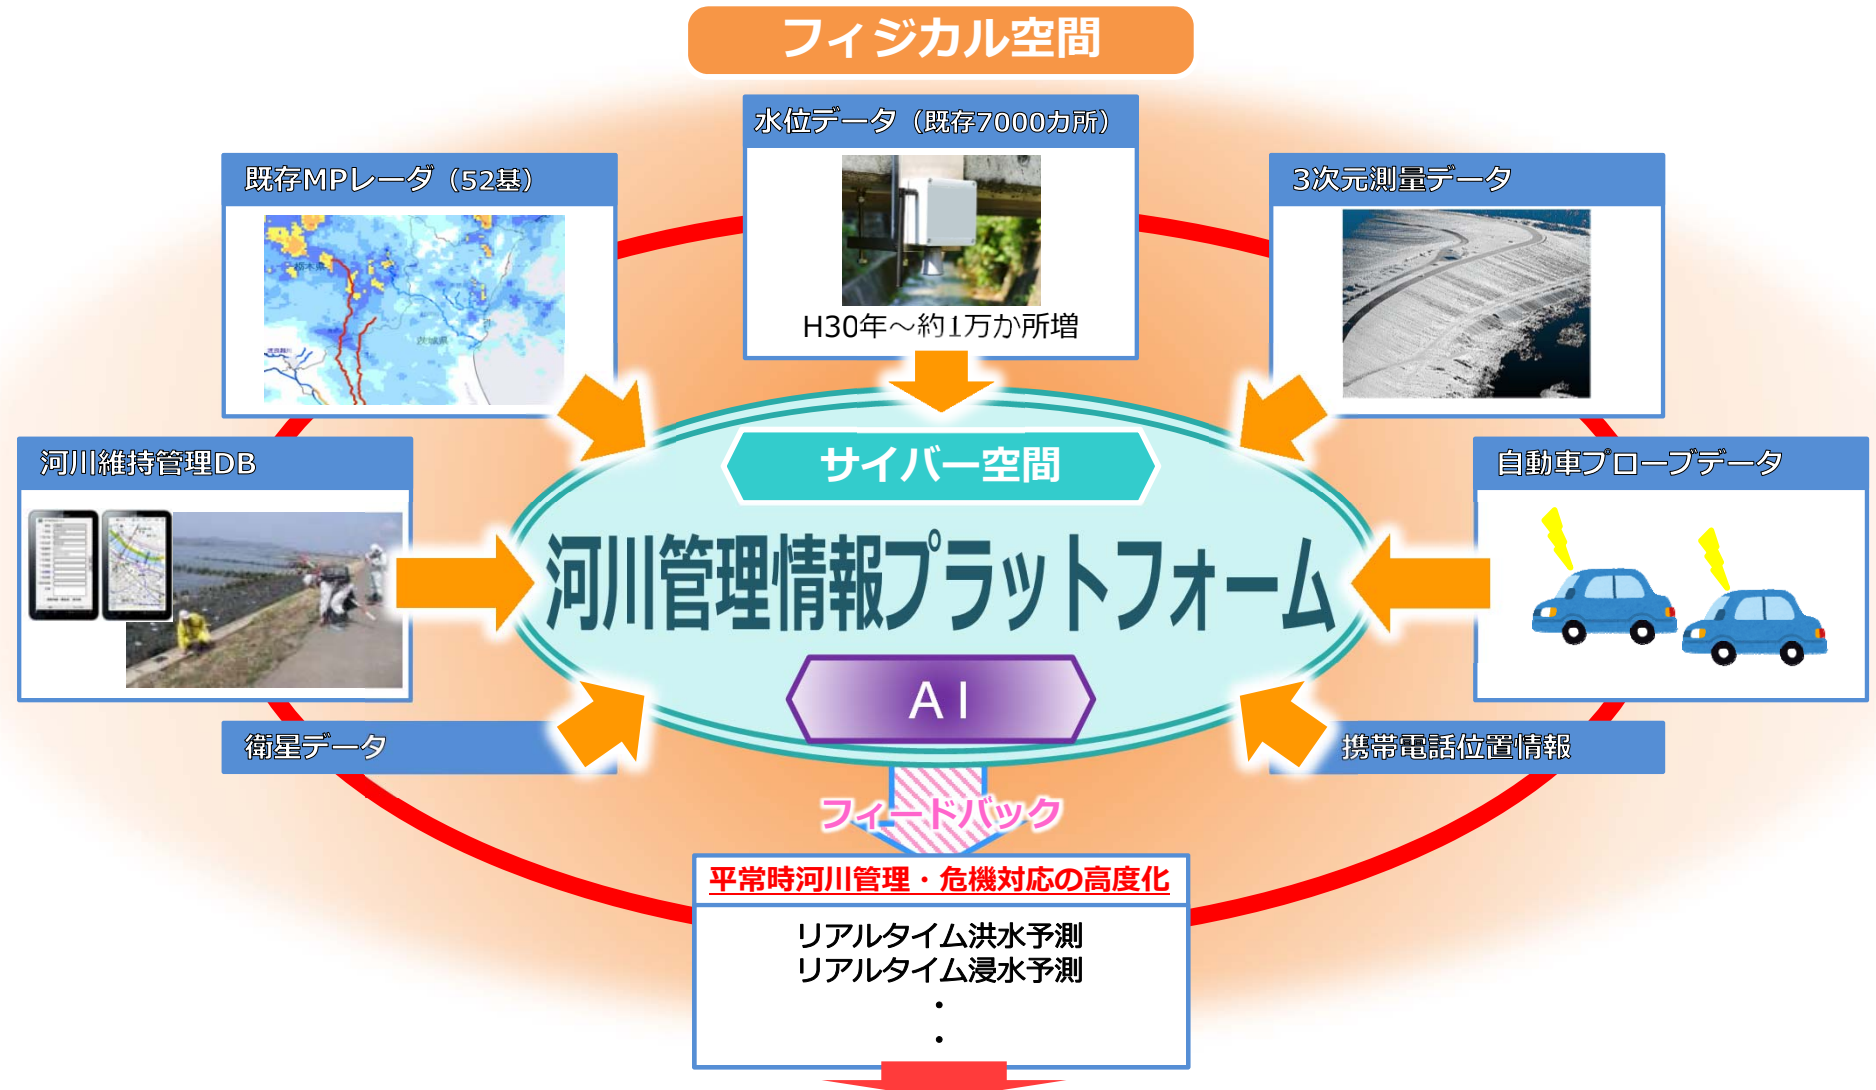 フィジカル空間
水位データ（既存7000カ所）
H30年～約1万か所増
既存MPレーダ（52基）
栃木県
茨城県
3次元測量データ
河川維持管理DB
自動車プローブデータ
サイバー空間
河川管理情報プラットフォーム
AI
衛星データ
携帯電話位置情報
フィードバック
平常時河川管理・危機対応の高度化
リアルタイム洪水予測
リアルタイム浸水予測
・
・